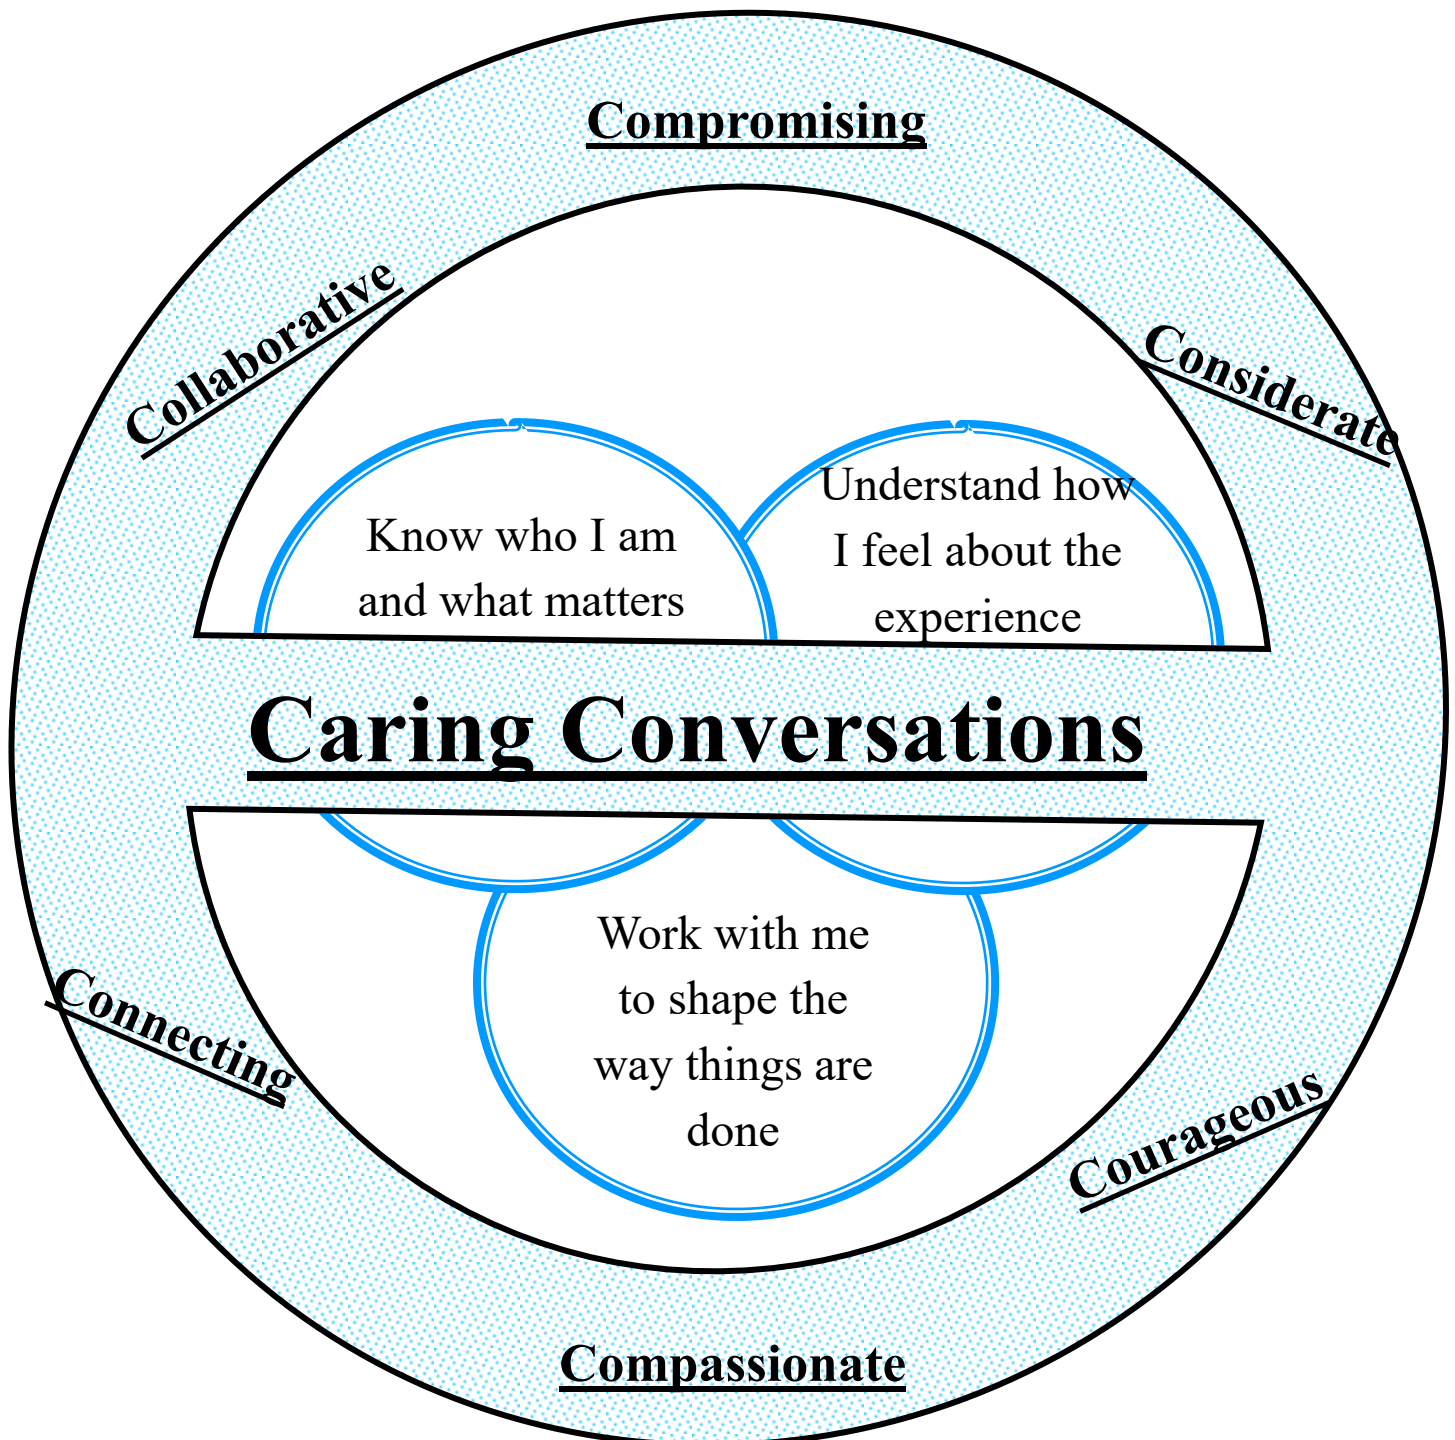 Compromising
Collaborative
Considerate
Know who I am
and what matters
Understand how
I feel about the
experience
Caring Conversations
Work with me
to shape the
way things are
done
Connecting
Courageous
Compassionate